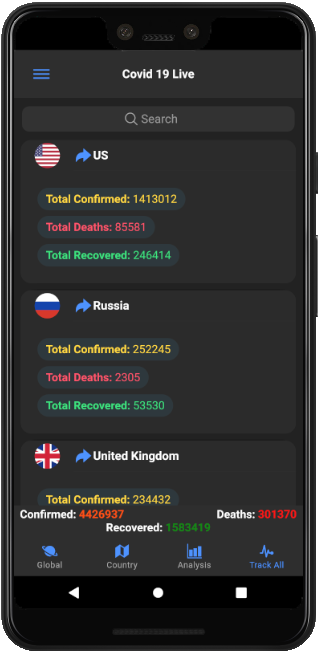 Covid 19 Live
Search
US
Total Confirmed: 1413012
Total Deaths: 85581
Total Recovered: 246414
Russia
Total Confirmed: 252245
Total Deaths: 2305
Total Recovered: 53530
United Kingdom
Total Confirmed: 234432
Confirmed: 4426937 Deaths: 301370
Recovered: 1583419
Global Country Analysis Track All